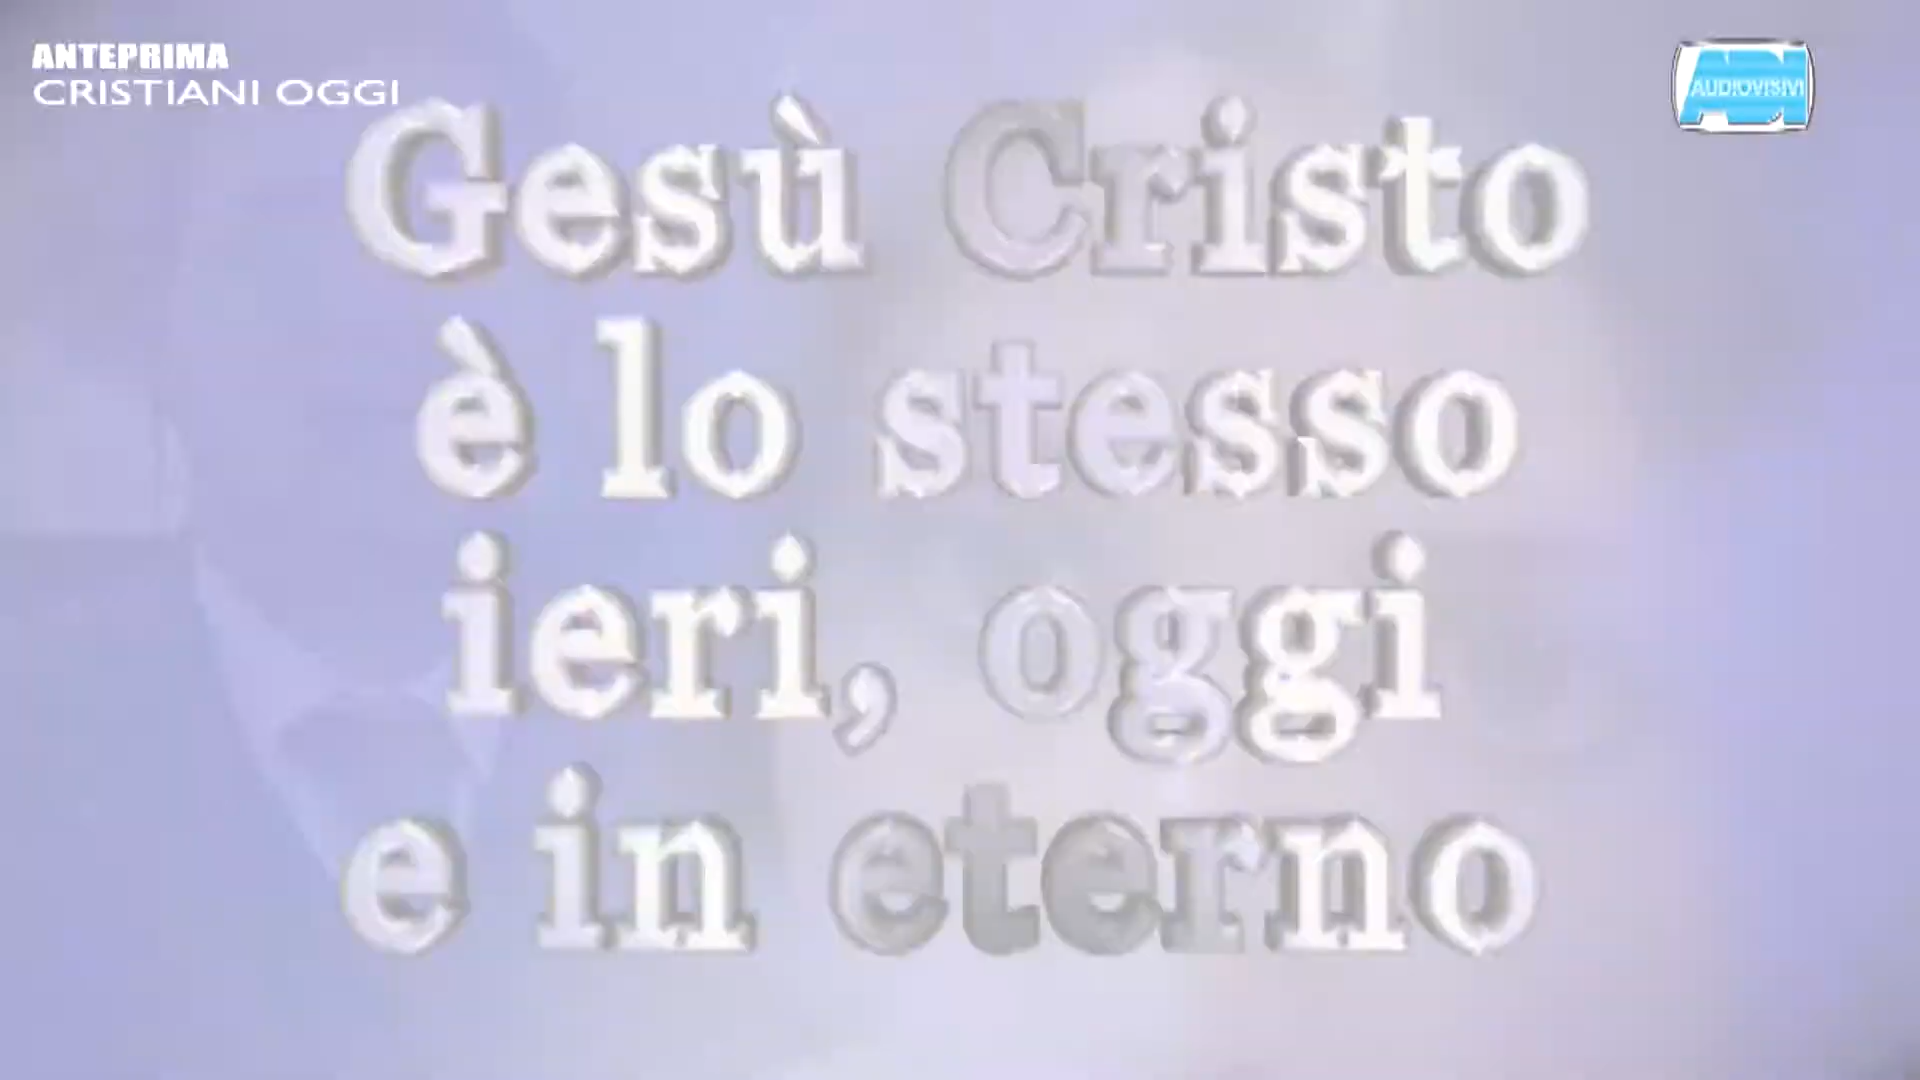 ANTEPRIMA
CRISTIANI OGGI
AUDIOVISIVI
Gesù Cristo
è lo stesso
ieri, oggi
e in eterno